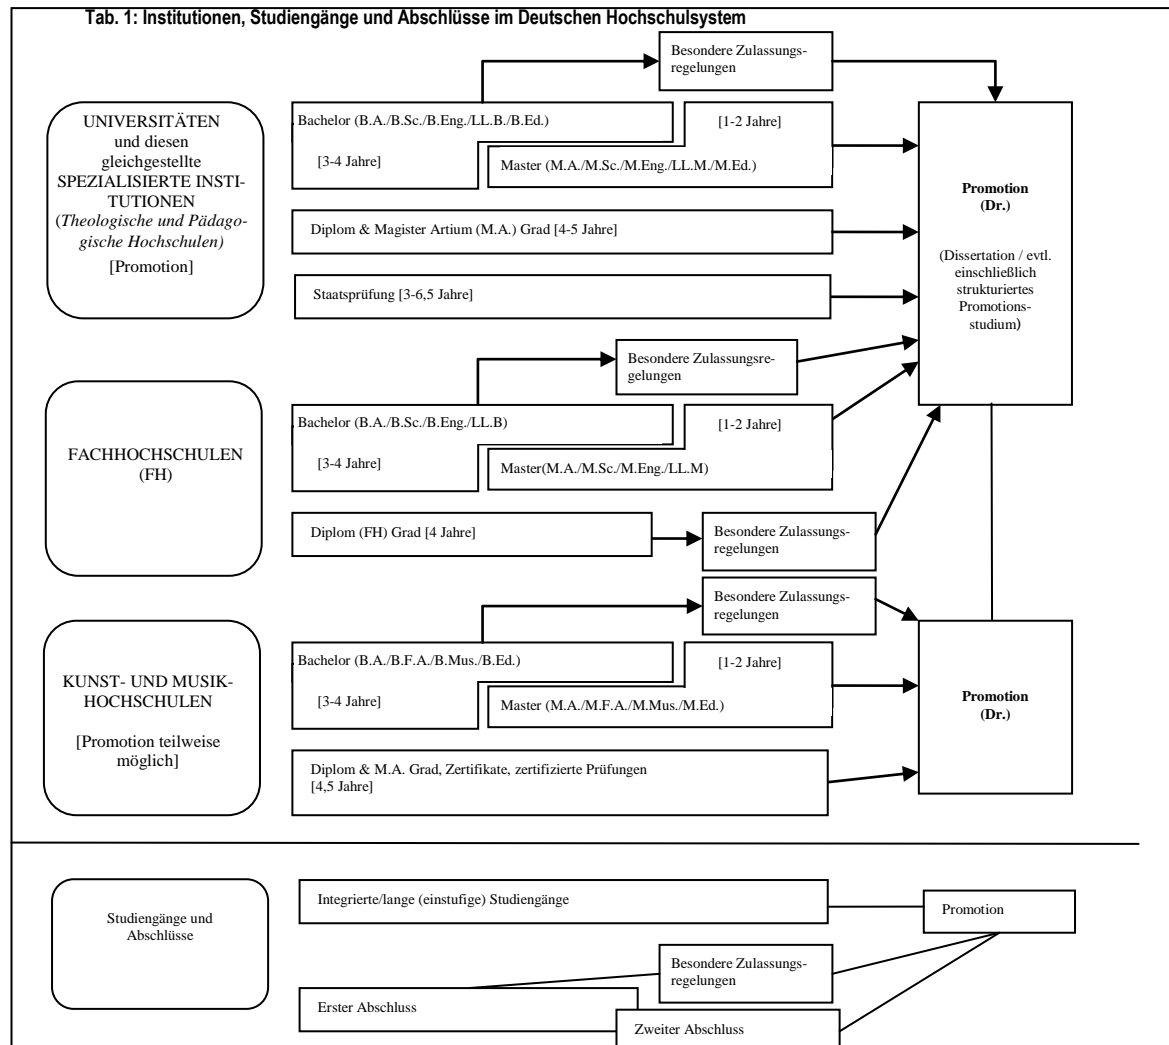 Tab. 1: Institutionen, Studiengänge und Abschlüsse im Deutschen Hochschulsystem
Besondere Zulassungs-
regelungen
UNIVERSITÄTEN
und diesen
gleichgestellte
SPEZIALISIERTE INSTI-
TUTIONEN
(Theologische und Pädago-
gische Hochschulen)
[Promotion]
Bachelor (B.A./B.Sc./B.Eng./LL.B./B.Ed.)
[3-4 Jahre]
[1-2 Jahre]
Master (M.A./M.Sc./M.Eng./LL.M./M.Ed.)
Diplom & Magister Artium (M.A.) Grad [4-5 Jahre]
Staatsprüfung [3-6,5 Jahre]
Promotion
(Dr.)
(Dissertation / evtl.
einschließlich
strukturiertes
Promotions-
studium)
Besondere Zulassungsre-
gelungen
FACHHOCHSCHULEN
(FH)
Bachelor (B.A./B.Sc./B.Eng./LL.B)
[3-4 Jahre]
[1-2 Jahre]
Master(M.A./M.Sc./M.Eng./LL.M)
Diplom (FH) Grad [4 Jahre]
Besondere Zulassungs-
regelungen
Besondere Zulassungs-
regelungen
KUNST- UND MUSIK-
HOCHSCHULEN
[Promotion teilweise
möglich]
Bachelor (B.A./B.F.A./B.Mus./B.Ed.)
[3-4 Jahre]
[1-2 Jahre]
Master (M.A./M.F.A./M.Mus./M.Ed.)
Diplom & M.A. Grad, Zertifikate, zertifizierte Prüfungen
[4,5 Jahre]
Promotion
(Dr.)
Studiengänge und
Abschlüsse
Integrierte/lange (einstufige) Studiengänge
Promotion
Besondere Zulassungs-
regelungen
Erster Abschluss
Zweiter Abschluss